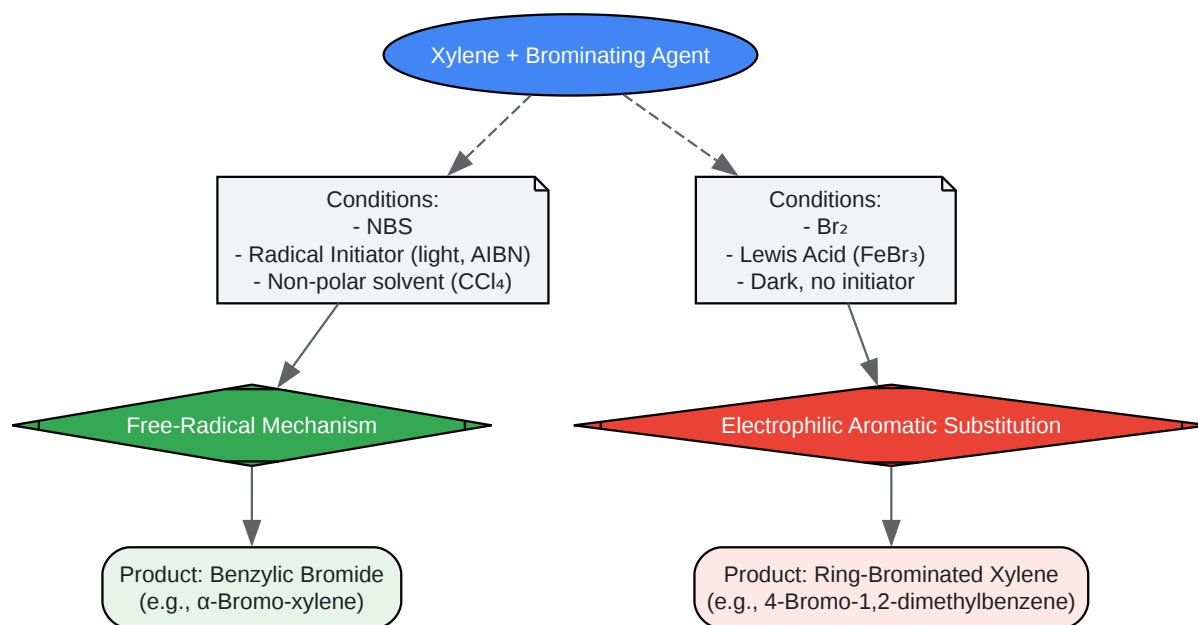 Xylene + Brominating Agent
Conditions:
- NBS
- Radical Initiator (light, AIBN)
- Non-polar solvent (CCl₄)
Conditions:
- Br₂
- Lewis Acid (FeBr₃)
- Dark, no initiator
Free-Radical Mechanism
Electrophilic Aromatic Substitution
Product: Benzylic Bromide
(e.g., α-Bromo-xylene)
Product: Ring-Brominated Xylene
(e.g., 4-Bromo-1,2-dimethylbenzene)